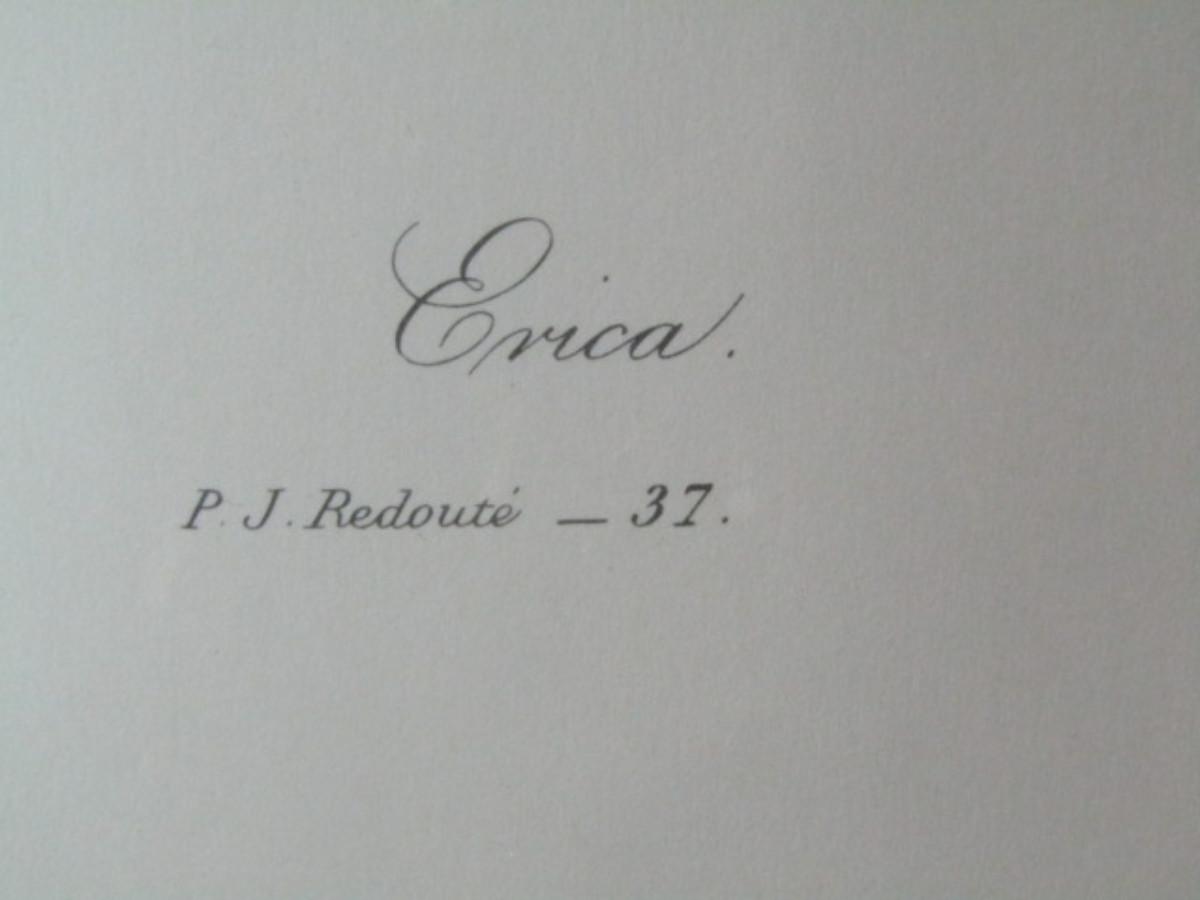 Erica.
P. J. Redouté — 37.